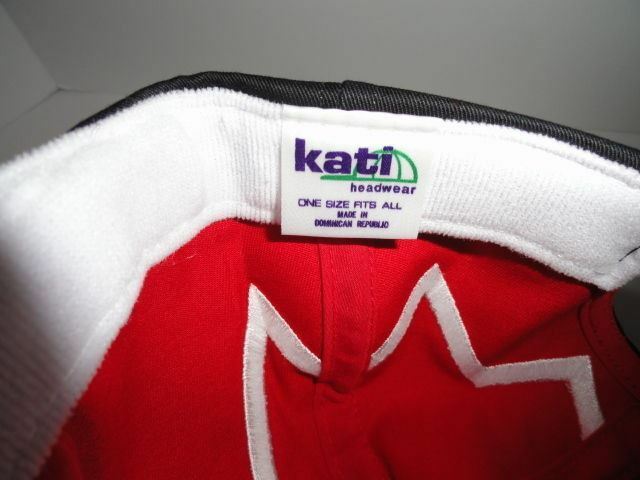 kati
headwear
ONE SIZE FITS ALL
MADE IN
DOMINICAN REPUBLIC